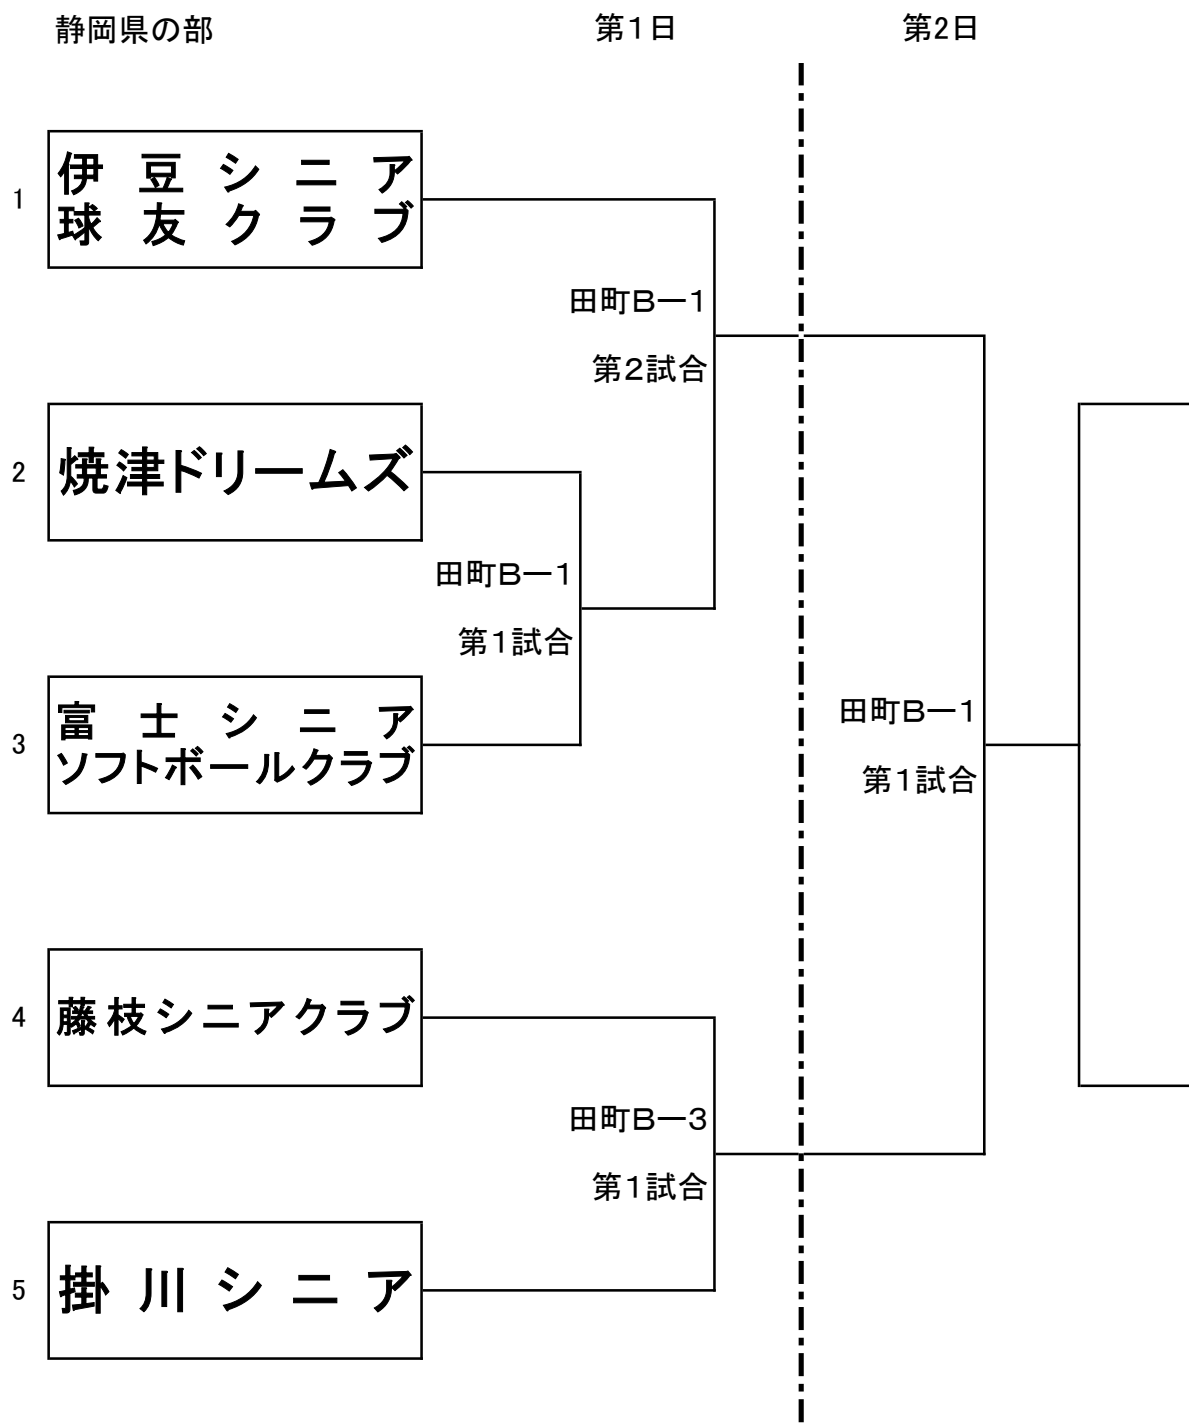 静岡県の部 第1日 第2日
1 伊豆シニア
球友クラブ
田町B－1
第2試合
2 焼津ドリームズ
田町B－1
第1試合
3 富士シニア
ソフトボールクラブ
田町B－1
第1試合
4 藤枝シニアクラブ
田町B－3
第1試合
5 掛川シニア